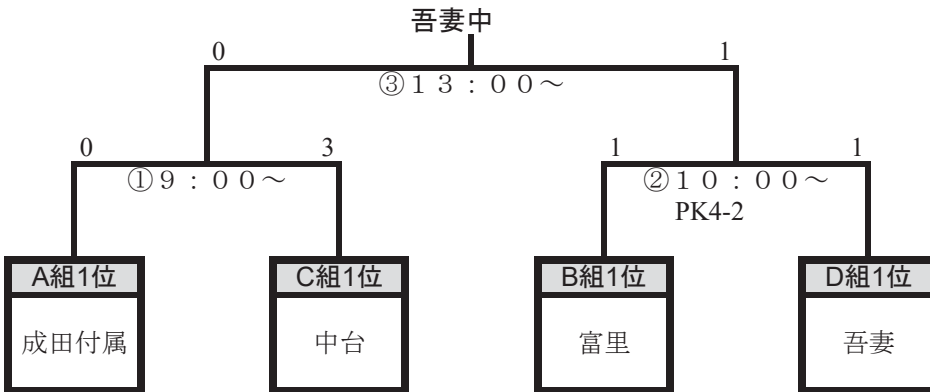 吾妻中
0 1
③13:00~
0 3 1 1
①9:00~ ②10:00~
PK4-2
A組1位 C組1位 B組1位 D組1位
成田付属 中台 富里 吾妻